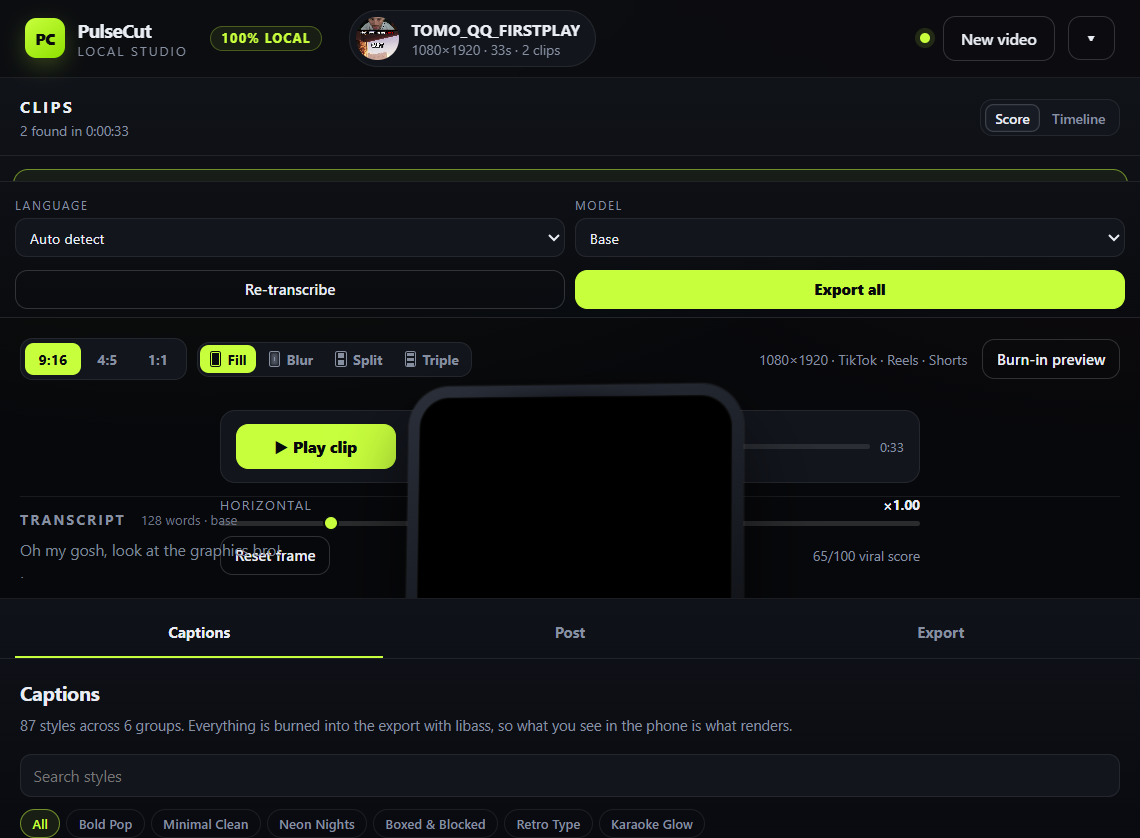 PC
PulseCut
LOCAL STUDIO
100% LOCAL
TOMO_QQ_FIRSTPLAY
1080×1920 · 33s · 2 clips
New video
CLIPS
2 found in 0:00:33
Score
Timeline
LANGUAGE
MODEL
Auto detect
Base
Re-transcribe
Export all
9:16
4:5
1:1
Fill
Blur
Split
Triple
1080×1920 · TikTok · Reels · Shorts
Burn-in preview
Play clip
0:33
HORIZONTAL
×1.00
TRANSCRIPT
128 words · base
Oh my gosh, look at the graphics bro!
.
Reset frame
65/100 viral score
Captions
Post
Export
Captions
87 styles across 6 groups. Everything is burned into the export with libass, so what you see in the phone is what renders.
Search styles
All
Bold Pop
Minimal Clean
Neon Nights
Boxed & Blocked
Retro Type
Karaoke Glow